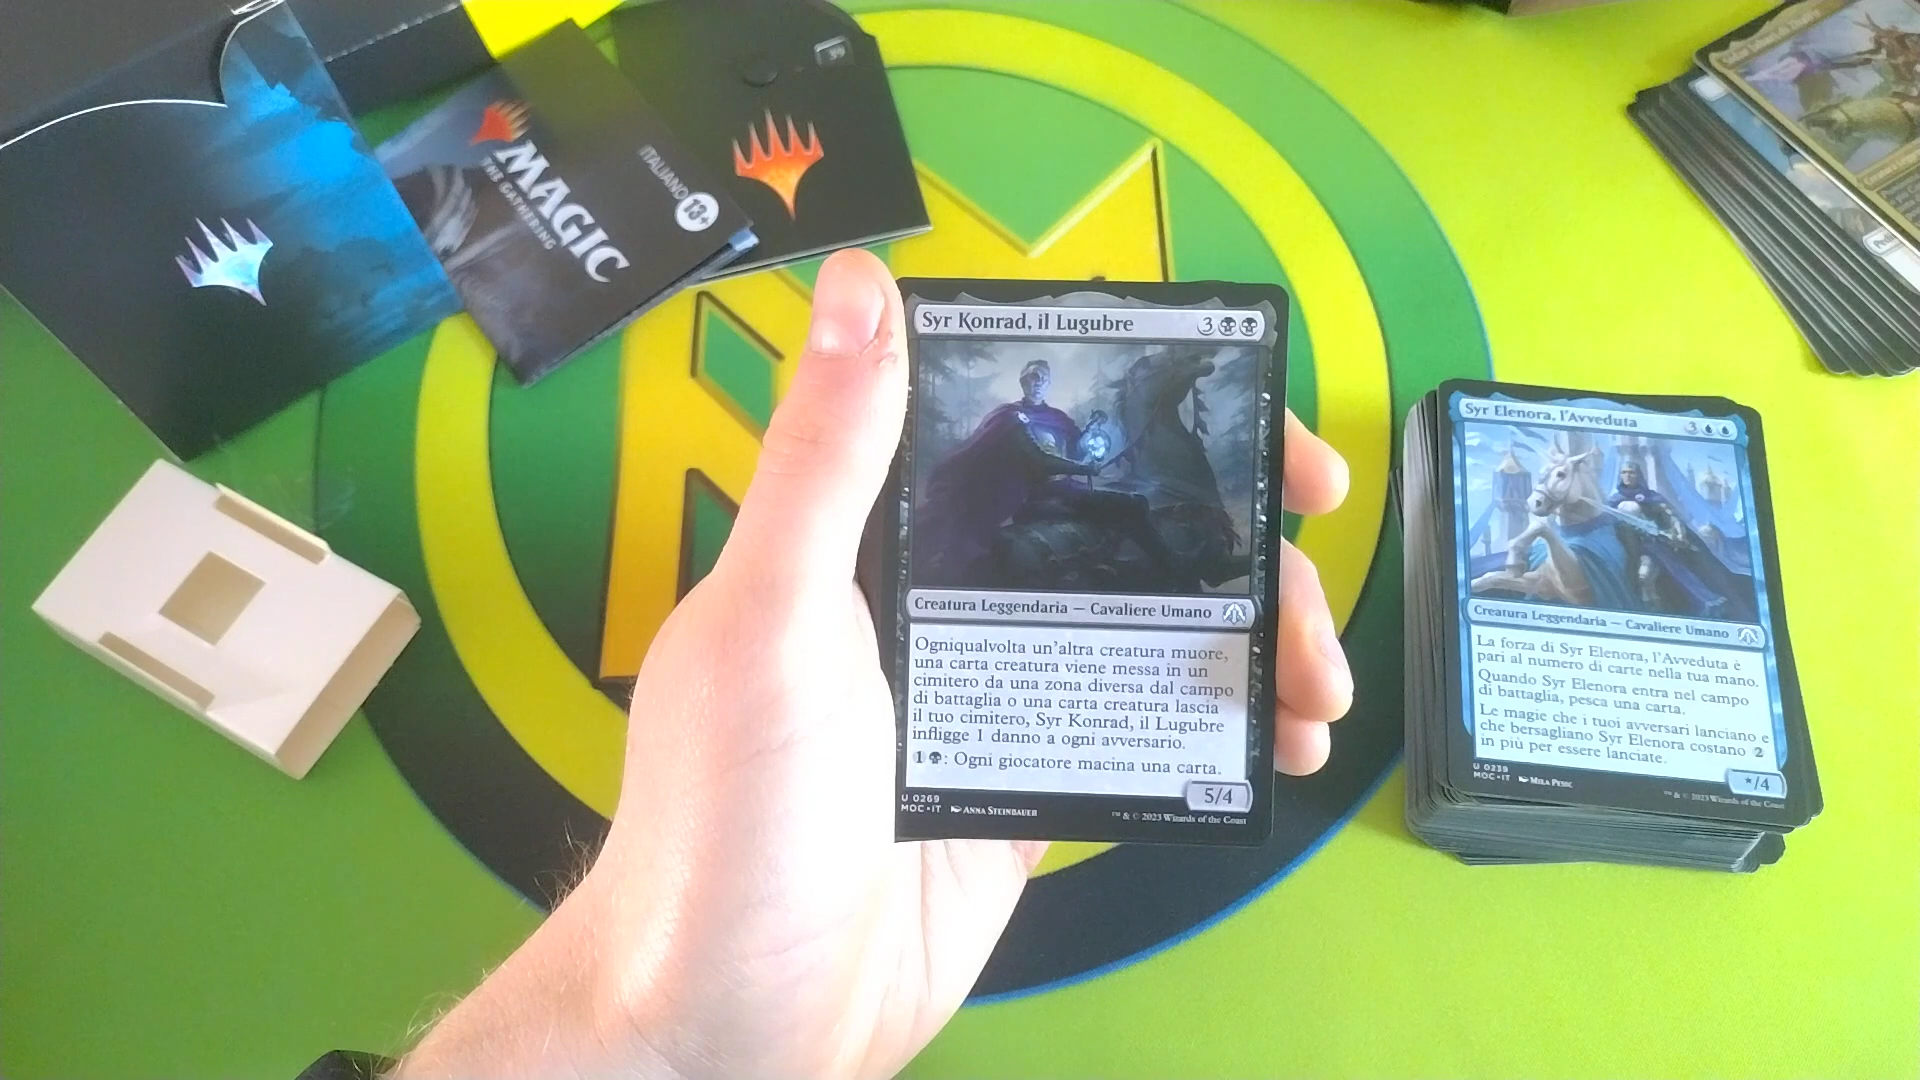 MAGIC
THE GATHERING
ITALIANO
13+
Syr Konrad, il Lugubre
3
Creatura Leggendaria — Cavaliere Umano
Ogniqualvolta un'altra creatura muore,
una carta creatura viene messa in un
cimitero da una zona diversa dal campo
di battaglia o una carta creatura lascia
il tuo cimitero, Syr Konrad, il Lugubre
infligge 1 danno a ogni avversario.
1 : Ogni giocatore macina una carta.
5/4
U 0269
MOC • IT ANNA STEINBAUER
™ & © 2023 Wizards of the Coast
Syr Elenora, l'Avveduta
3
Creatura Leggendaria — Cavaliere Umano
La forza di Syr Elenora, l'Avveduta è
pari al numero di carte nella tua mano.
Quando Syr Elenora entra nel campo
di battaglia, pesca una carta.
Le magie che i tuoi avversari lanciano e
che bersagliano Syr Elenora costano 2
in più per essere lanciate.
*/4
U 0239
MOC • IT MILA PESIC
™ & © 2023 Wizards of the Coast